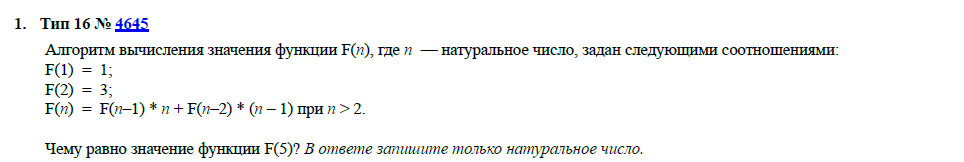 1. Тип 16 № 4645
Алгоритм вычисления значения функции F(n), где n — натуральное число, задан следующими соотношениями:
F(1) = 1;
F(2) = 3;
F(n) = F(n–1) * n + F(n–2) * (n – 1) при n > 2.
Чему равно значение функции F(5)? В ответе запишите только натуральное число.